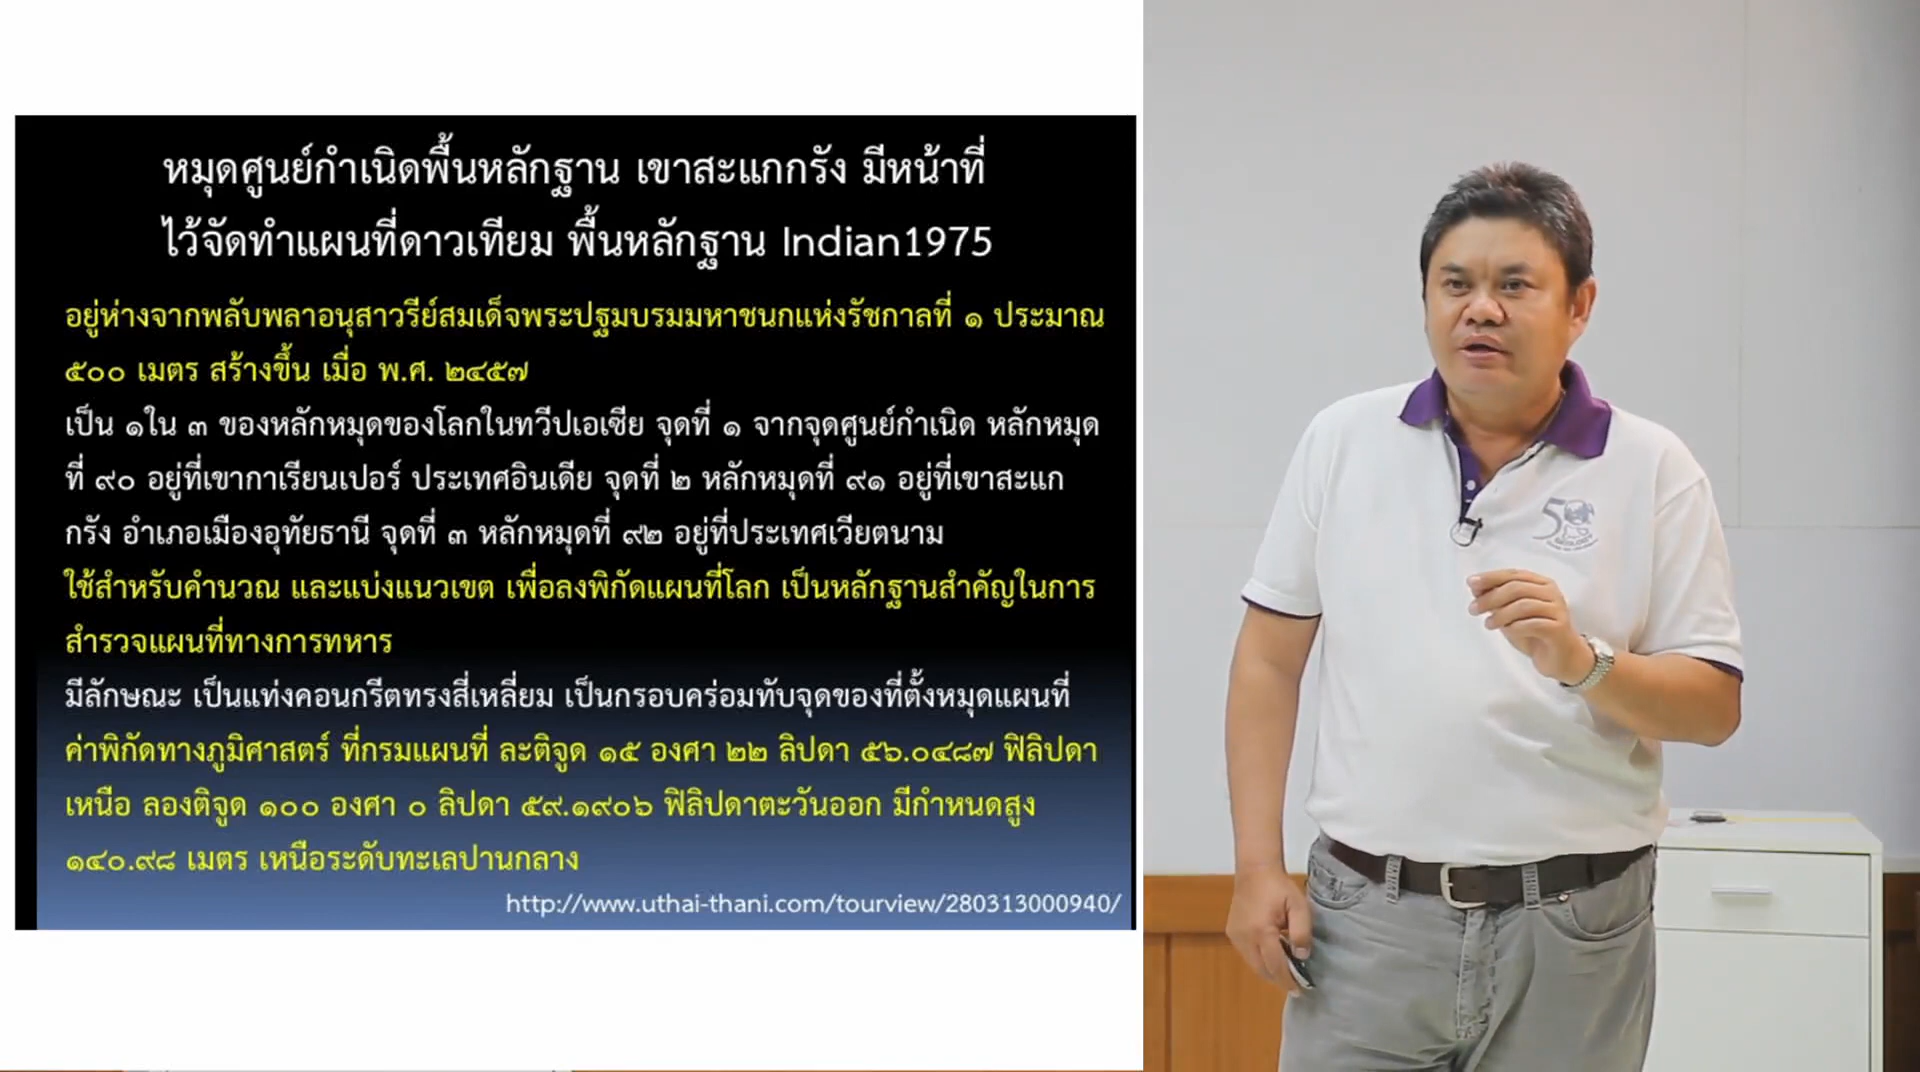 หมุดศูนย์กำเนิดพื้นหลักฐาน เขาสะแกกรัง มีหน้าที่
ไว้จัดทำแผนที่ดาวเทียม พื้นหลักฐาน Indian1975
อยู่ห่างจากพลับพลาอนุสาวรีย์สมเด็จพระปฐมบรมมหาชนกแห่งรัชกาลที่ ๑ ประมาณ
๕๐๐ เมตร สร้างขึ้น เมื่อ พ.ศ. ๒๔๕๗
เป็น ๑ใน ๓ ของหลักหมุดของโลกในทวีปเอเซีย จุดที่ ๑ จากจุดศูนย์กำเนิด หลักหมุด
ที่ ๙๐ อยู่ที่เขากาเรียนเปอร์ ประเทศอินเดีย จุดที่ ๒ หลักหมุดที่ ๙๑ อยู่ที่เขาสะแก
กรัง อำเภอเมืองอุทัยธานี จุดที่ ๓ หลักหมุดที่ ๙๒ อยู่ที่ประเทศเวียตนาม
ใช้สำหรับคำนวณ และแบ่งแนวเขต เพื่อลงพิกัดแผนที่โลก เป็นหลักฐานสำคัญในการ
สำรวจแผนที่ทางการทหาร
มีลักษณะ เป็นแท่งคอนกรีตทรงสี่เหลี่ยม เป็นกรอบคร่อมทับจุดของที่ตั้งหมุดแผนที่
ค่าพิกัดทางภูมิศาสตร์ ที่กรมแผนที่ ละติจูด ๑๕ องศา ๒๒ ลิปดา ๕๖.๐๔๘๗ ฟิลิปดา
เหนือ ลองติจูด ๑๐๐ องศา ๐ ลิปดา ๕๙.๑๙๐๖ ฟิลิปดาตะวันออก มีกำหนดสูง
๑๔๐.๙๘ เมตร เหนือระดับทะเลปานกลาง
http://www.uthai-thani.com/tourview/280313000940/
50